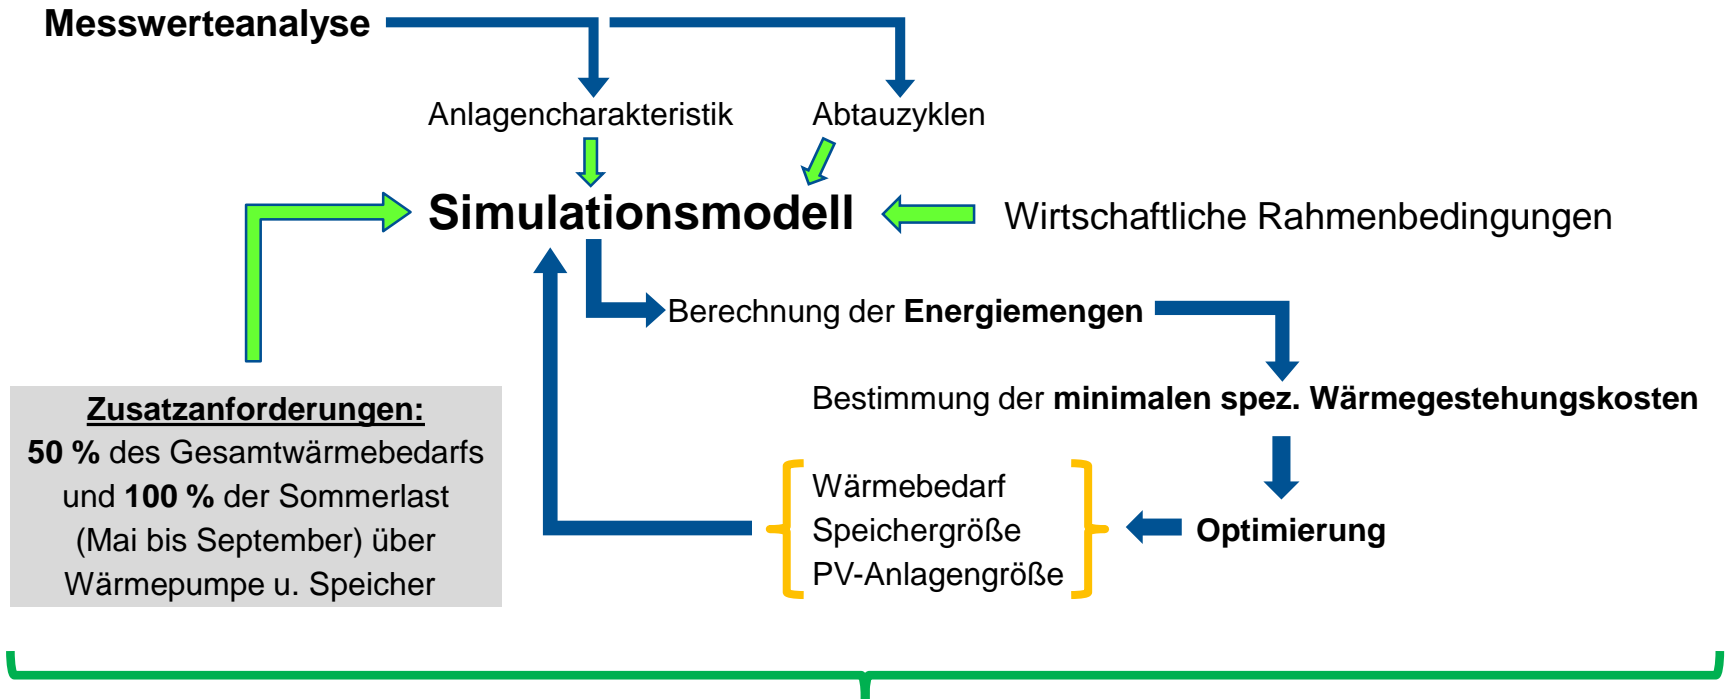 Messwerteanalyse
Anlagencharakteristik
Abtauzyklen
Simulationsmodell
Wirtschaftliche Rahmenbedingungen
Berechnung der Energiemengen
Bestimmung der minimalen spez. Wärmegestehungskosten
Zusatzanforderungen:
50 % des Gesamtwärmebedarfs
und 100 % der Sommerlast
(Mai bis September) über
Wärmepumpe u. Speicher
Wärmebedarf
Speichergröße
PV-Anlagengröße
Optimierung